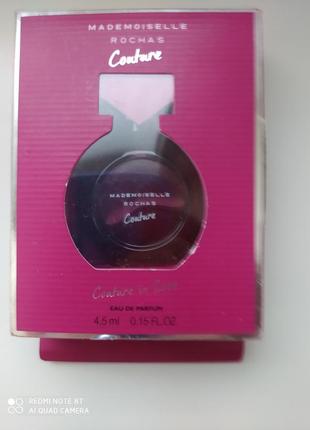 MADEMOISELLE
ROCHAS
Couture
MADEMOISELLE
ROCHAS
Couture
Couture in Love
EAU DE PARFUM
4.5 ml 0.15 FL.OZ.
REDMI NOTE 8T
AI QUAD CAMERA